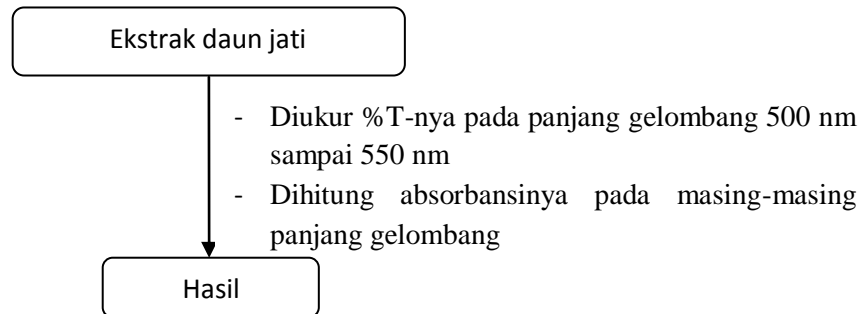 Ekstrak daun jati
- Diukur %T-nya pada panjang gelombang 500 nm
sampai 550 nm
- Dihitung absorbansinya pada masing-masing
panjang gelombang
Hasil